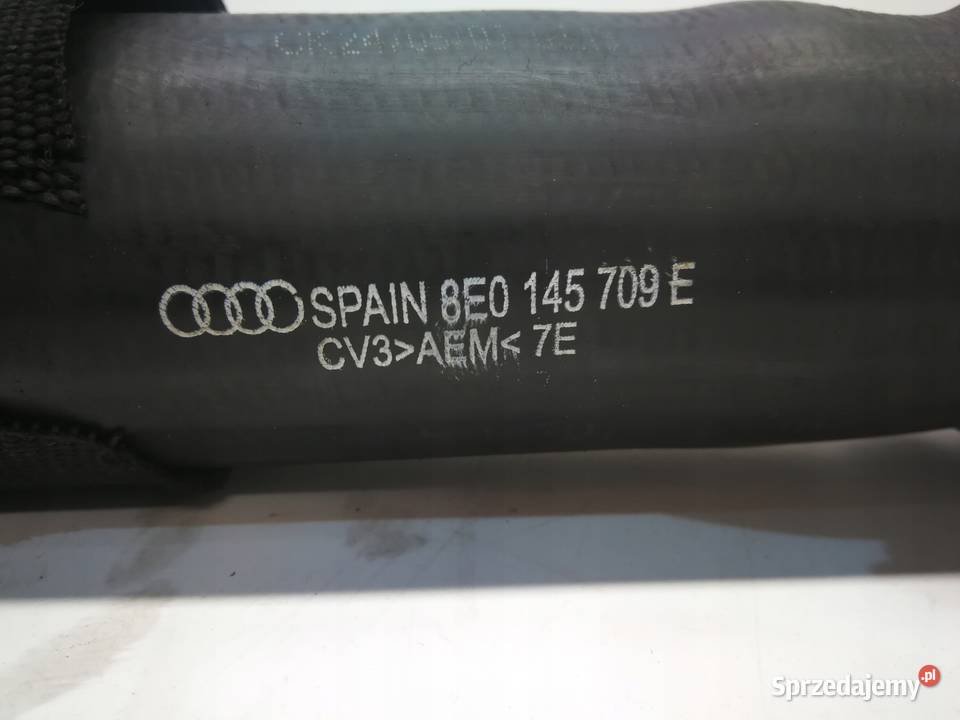 SPAIN 8E0 145 709 E
CV3>AEM< 7E
Sprzedajemy.pl